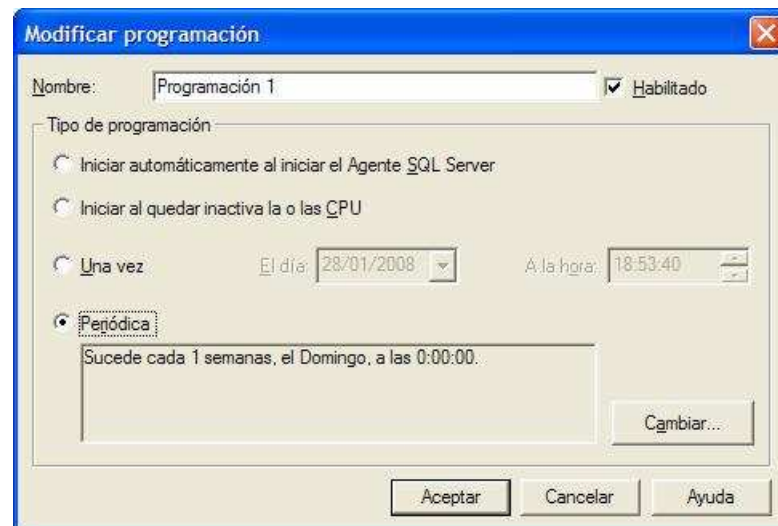 Modificar programación
Nombre: Programación 1 Habilitado
Tipo de programación
Iniciar automáticamente al iniciar el Agente SQL Server
Iniciar al quedar inactiva la o las CPU
Una vez El día: 28/01/2008 A la hora: 18:53:40
Periódica
Sucede cada 1 semanas, el Domingo, a las 0:00:00.
Cambiar...
Aceptar Cancelar Ayuda